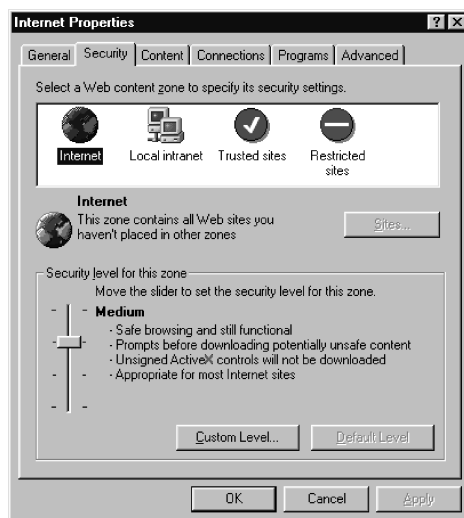 Internet Properties
General Security Content Connections Programs Advanced
Select a Web content zone to specify its security settings.
Internet Local intranet Trusted sites Restricted
sites
Internet
This zone contains all Web sites you
haven't placed in other zones
Sites...
Security level for this zone
Move the slider to set the security level for this zone.
Medium
- Safe browsing and still functional
- Prompts before downloading potentially unsafe content
- Unsigned ActiveX controls will not be downloaded
- Appropriate for most Internet sites
Custom Level... Default Level
OK Cancel Apply